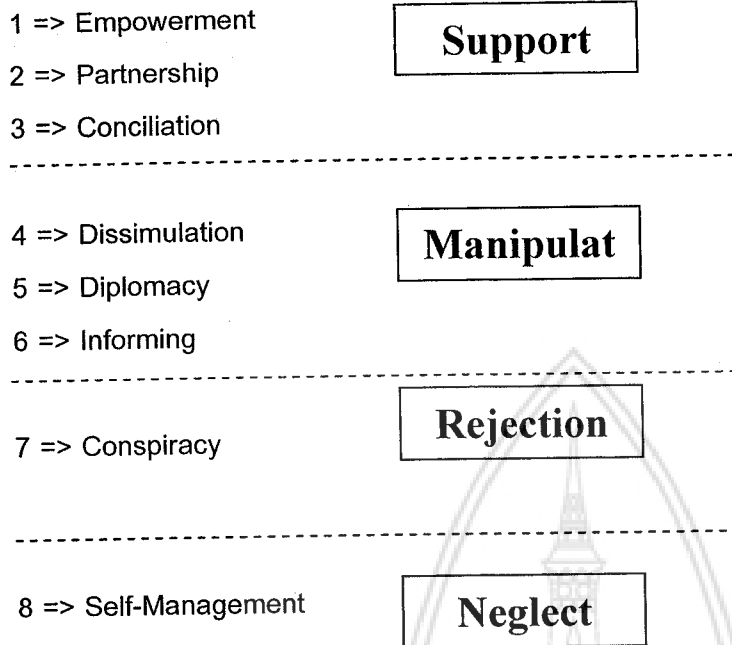 1 => Empowerment
Support
2 => Partnership
3 => Conciliation
4 => Dissimulation
Manipulat
5 => Diplomacy
6 => Informing
Rejection
7 => Conspiracy
8 => Self-Management
Neglect